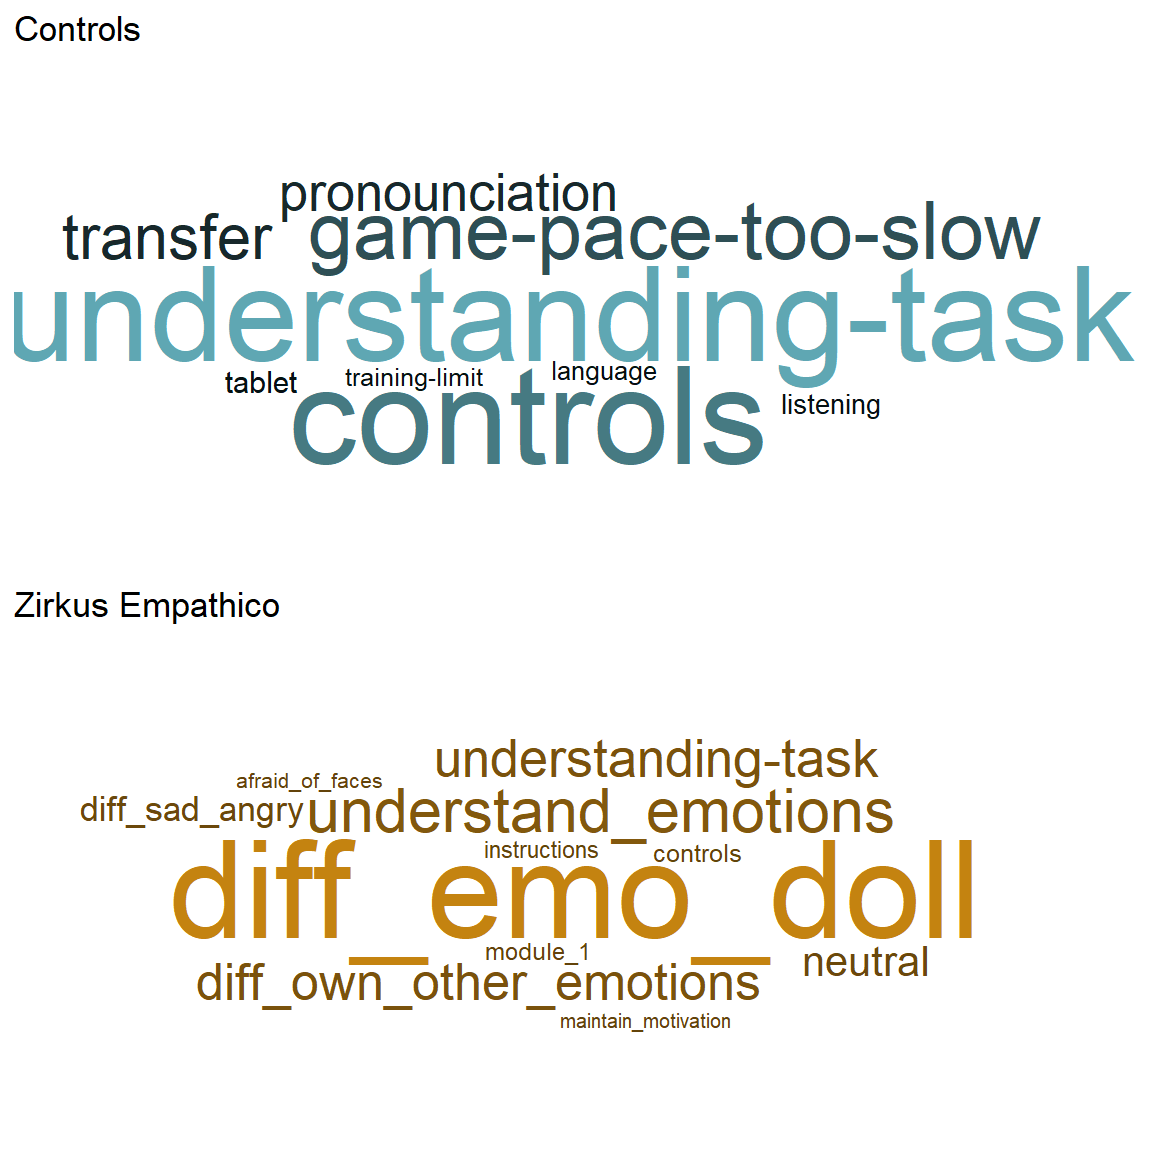 Controls
pronounciation
transfer
game-pace-too-slow
understanding-task
tablet
training-limit
language
controls
listening
Zirkus Empathico
understanding-task
afraid_of_faces
diff_sad_angry
understand_emotions
instructions
controls
diff_emo_doll
module_1
neutral
diff_own_other_emotions
maintain_motivation